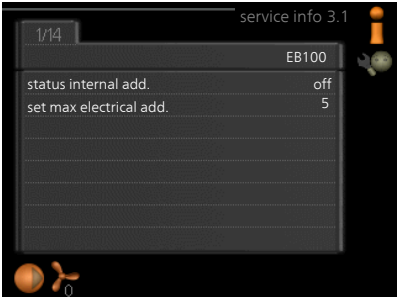 service info 3.1
1/14
EB100
status internal add. off
set max electrical add. 5
0